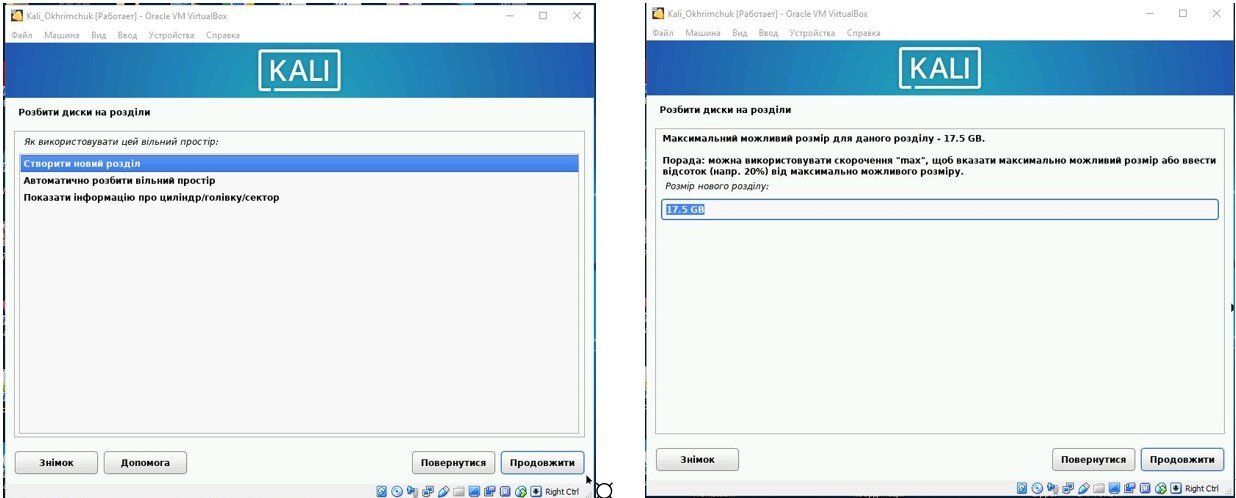 Kali_Okhrimchuk [Работает] - Oracle VM VirtualBox
Файл Машина Вид Ввод Устройства Справка
KALI
Розбити диски на розділи
Як використовувати цей вільний простір:
Створити новий розділ
Автоматично розбити вільний простір
Показати інформацію про циліндр/голівку/сектор
Знімок Допомога Повернутися Продовжити
Right Ctrl
Kali_Okhrimchuk [Работает] - Oracle VM VirtualBox
Файл Машина Вид Ввод Устройства Справка
KALI
Розбити диски на розділи
Максимальний можливий розмір для даного розділу - 17.5 GB.
Порада: можна використовувати скорочення "max", щоб вказати максимально можливий розмір або ввести
відсоток (напр. 20%) від максимально можливого розміру.
Розмір нового розділу:
17.5 GB
Знімок Повернутися Продовжити
Right Ctrl